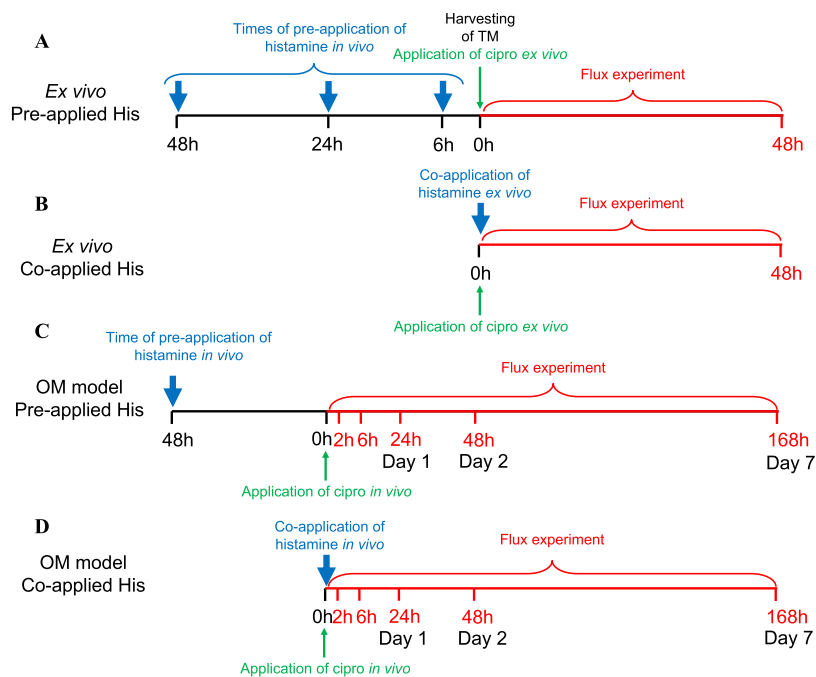 A
Times of pre-application of
histamine in vivo
Harvesting
of TM
Application of cipro ex vivo
Flux experiment
Ex vivo
Pre-applied His
48h
24h
6h
0h
48h
B
Co-application of
histamine ex vivo
Flux experiment
Ex vivo
Co-applied His
0h
48h
Application of cipro ex vivo
C
Time of pre-application of
histamine in vivo
Flux experiment
OM model
Pre-applied His
48h
0h
2h
6h
24h
48h
168h
Day 1
Day 2
Day 7
Application of cipro in vivo
D
Co-application of
histamine in vivo
Flux experiment
OM model
Co-applied His
0h
2h
6h
24h
48h
168h
Day 1
Day 2
Day 7
Application of cipro in vivo